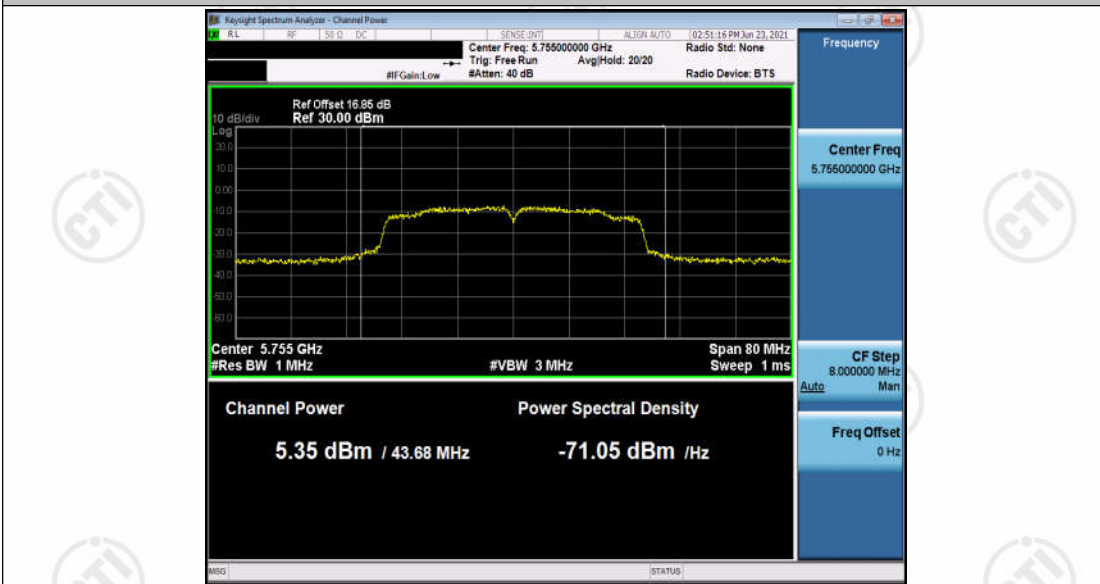 Keysight Spectrum Analyzer - Channel Power
RL RF 50 Ω DC SENSE:INT ALIGN AUTO 02:51:16 PM Jun 23, 2021
Center Freq: 5.755000000 GHz Radio Std: None
Trig: Free Run Avg|Hold: 20/20
#IFGain:Low #Atten: 40 dB Radio Device: BTS
Frequency
Ref Offset 16.85 dB
10 dB/div Ref 30.00 dBm
Log
20.0
10.0
0.00
-10.0
-20.0
-30.0
-40.0
-50.0
-60.0
Center 5.755 GHz Span 80 MHz
#Res BW 1 MHz #VBW 3 MHz Sweep 1 ms
Channel Power Power Spectral Density
5.35 dBm / 43.68 MHz -71.05 dBm /Hz
Center Freq
5.755000000 GHz
CF Step
8.000000 MHz
Auto Man
Freq Offset
0 Hz
MSG STATUS
CTI
CTI